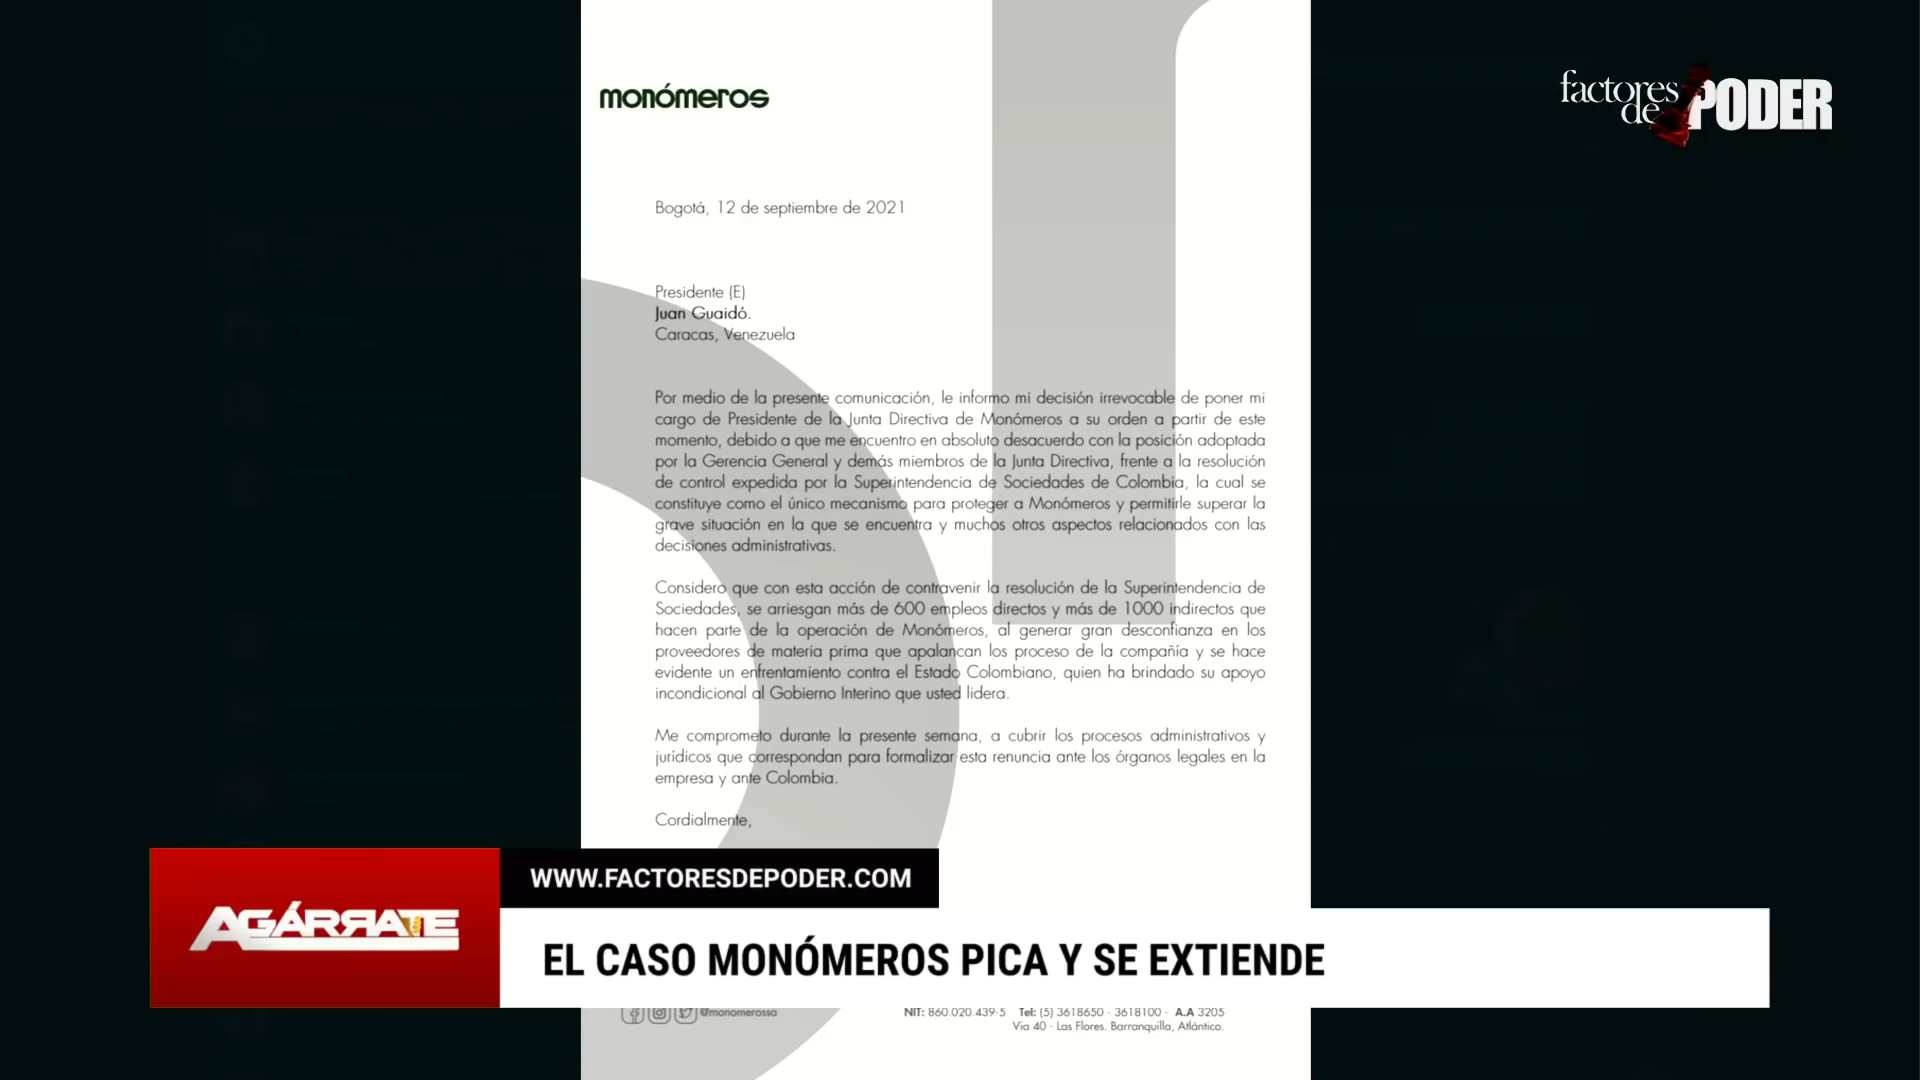 monómeros
factores
de PODER
Bogotá, 12 de septiembre de 2021
Presidente (E)
Juan Guaidó.
Caracas, Venezuela
Por medio de la presente comunicación, le informo mi decisión irrevocable de poner mi
cargo de Presidente de la Junta Directiva de Monómeros a su orden a partir de este
momento, debido a que me encuentro en absoluto desacuerdo con la posición adoptada
por la Gerencia General y demás miembros de la Junta Directiva, frente a la resolución
de control expedida por la Superintendencia de Sociedades de Colombia, la cual se
constituye como el único mecanismo para proteger a Monómeros y permitirle superar la
grave situación en la que se encuentra y muchos otros aspectos relacionados con las
decisiones administrativas.
Considero que con esta acción de contravenir la resolución de la Superintendencia de
Sociedades, se arriesgan más de 600 empleos directos y más de 1000 indirectos que
hacen parte de la operación de Monómeros, al generar gran desconfianza en los
proveedores de materia prima que apalancan los proceso de la compañía y se hace
evidente un enfrentamiento contra el Estado Colombiano, quien ha brindado su apoyo
incondicional al Gobierno Interino que usted lidera.
Me comprometo durante la presente semana, a cubrir los procesos administrativos y
jurídicos que correspondan para formalizar esta renuncia ante los órganos legales en la
empresa y ante Colombia.
Cordialmente,
WWW.FACTORESDEPODER.COM
AGÁRRATE
EL CASO MONÓMEROS PICA Y SE EXTIENDE
@monomerossa
NIT: 860.020.439-5 Tel: (5) 3618650 - 3618100 - A.A 3205
Vía 40 - Las Flores. Barranquilla, Atlántico.